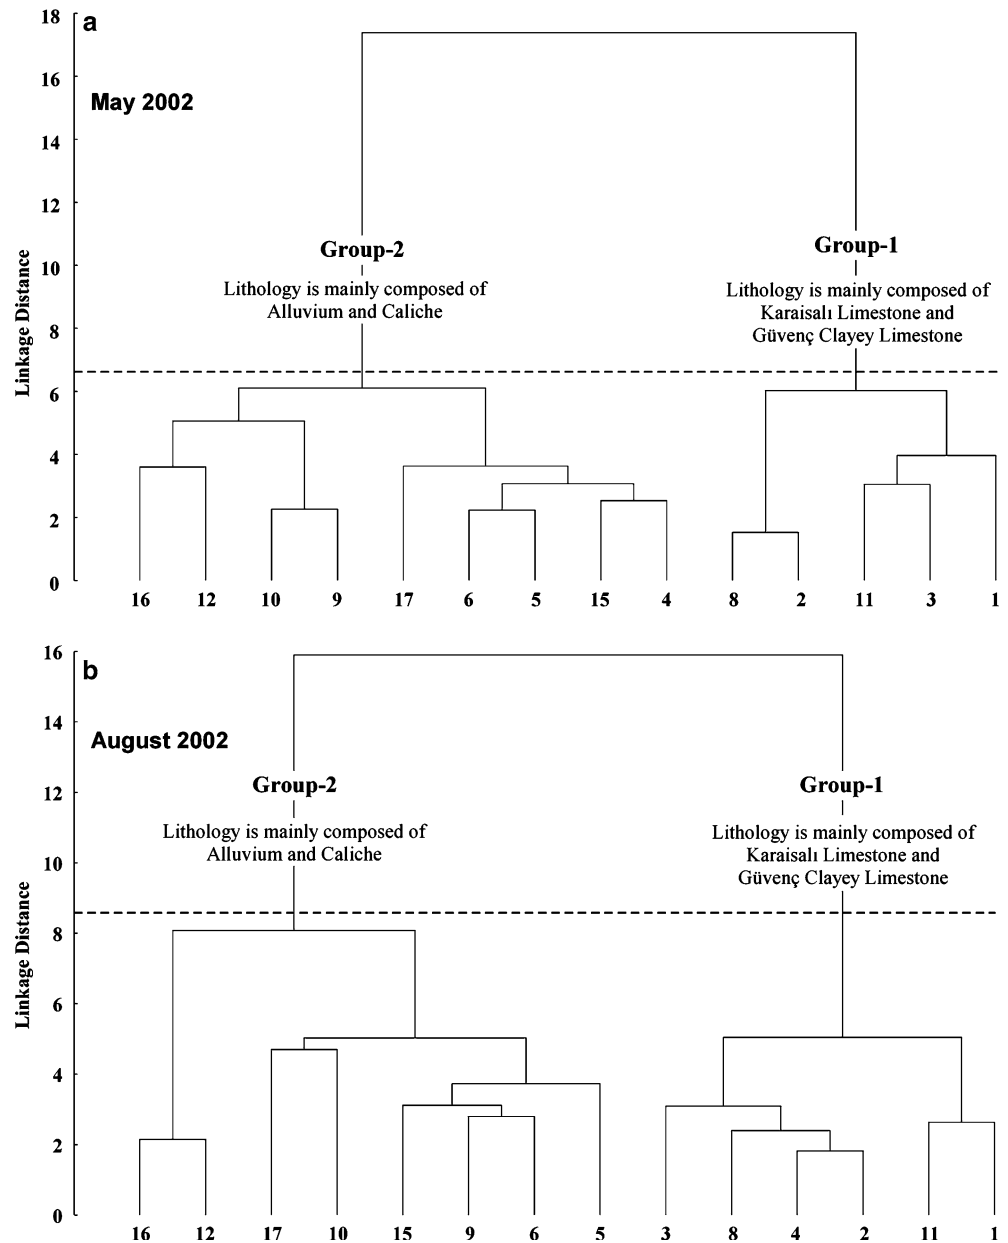 a
May 2002
Linkage Distance
18
16
14
12
10
8
6
4
2
0
Group-2
Lithology is mainly composed of
Alluvium and Caliche
Group-1
Lithology is mainly composed of
Karaisalı Limestone and
Güvenç Clayey Limestone
16 12 10 9 17 6 5 15 4 8 2 11 3 1
b
August 2002
Linkage Distance
16
14
12
10
8
6
4
2
0
Group-2
Lithology is mainly composed of
Alluvium and Caliche
Group-1
Lithology is mainly composed of
Karaisalı Limestone and
Güvenç Clayey Limestone
16 12 17 10 15 9 6 5 3 8 4 2 11 1